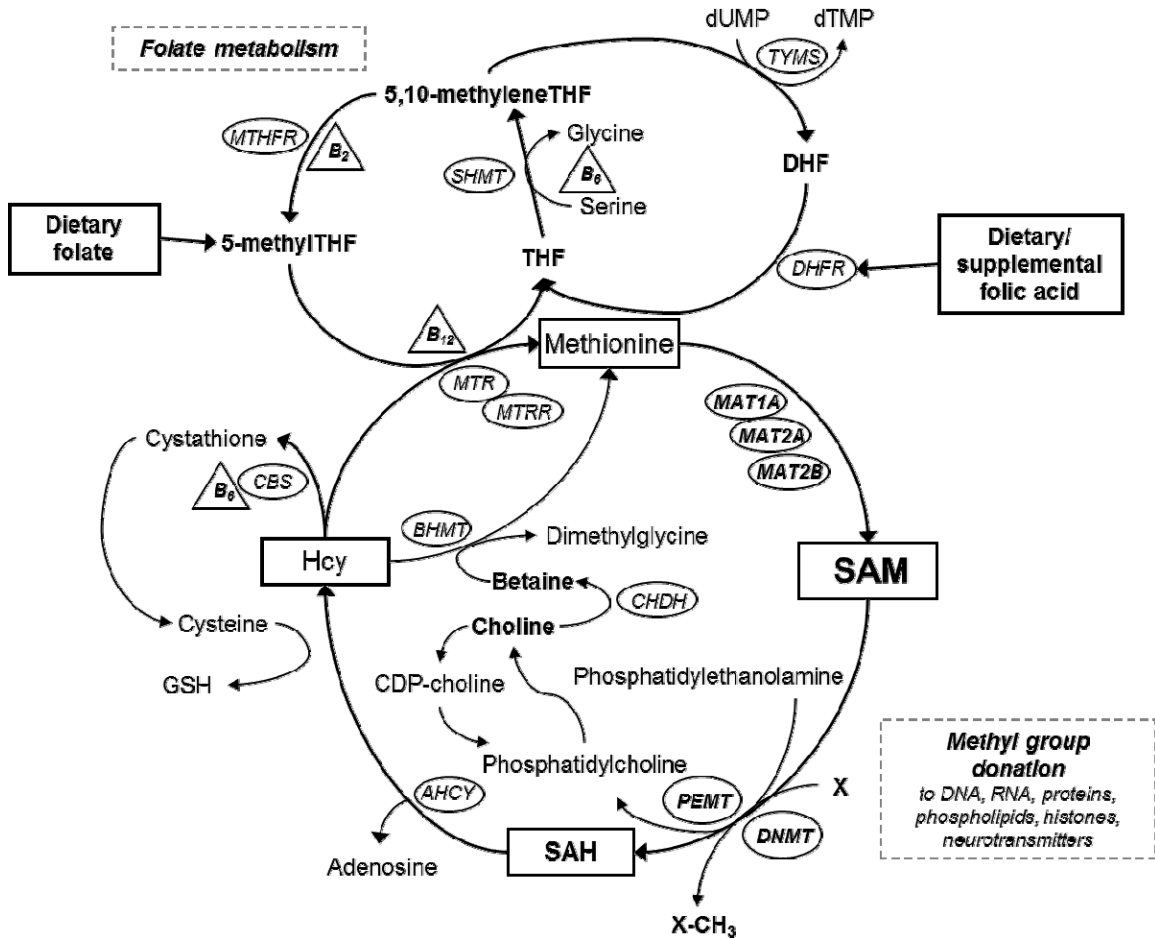 dUMP dTMP
Folate metabolism
TYMS
5,10-methyleneTHF
MTHFR
B2
Glycine
SHMT
B6
Serine
DHF
Dietary
folate
5-methylTHF
THF
DHFR
Dietary/
supplemental
folic acid
B12
Methionine
MTR
MTRR
MAT1A
MAT2A
MAT2B
Cystathione
B6
CBS
BHMT
Hcy
Dimethylglycine
SAM
Betaine
CHDH
Choline
Cysteine
GSH
CDP-choline
Phosphatidylethanolamine
Phosphatidylcholine
AHCY
PEMT
X
DNMT
Adenosine
SAH
X-CH3
Methyl group
donation
to DNA, RNA, proteins,
phospholipids, histones,
neurotransmitters